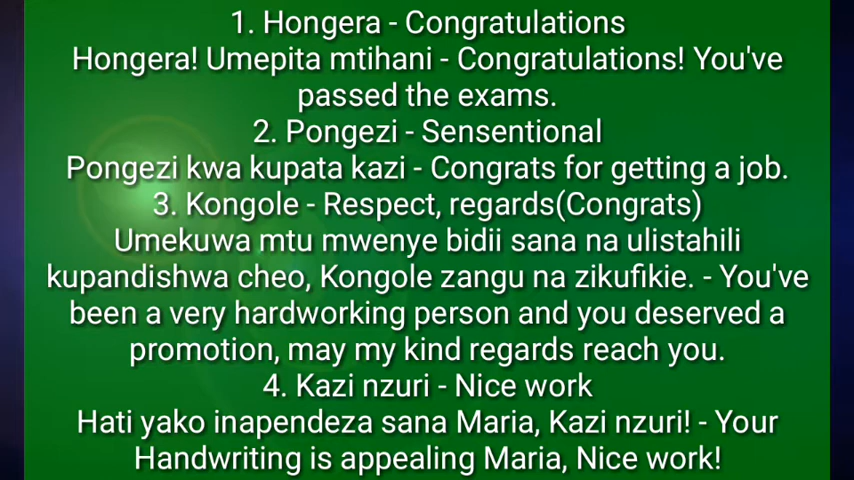 1. Hongera - Congratulations
Hongera! Umepita mtihani - Congratulations! You've
passed the exams.
2. Pongezi - Sensentional
Pongezi kwa kupata kazi - Congrats for getting a job.
3. Kongole - Respect, regards(Congrats)
Umekuwa mtu mwenye bidii sana na ulistahili
kupandishwa cheo, Kongole zangu na zikufikie. - You've
been a very hardworking person and you deserved a
promotion, may my kind regards reach you.
4. Kazi nzuri - Nice work
Hati yako inapendeza sana Maria, Kazi nzuri! - Your
Handwriting is appealing Maria, Nice work!